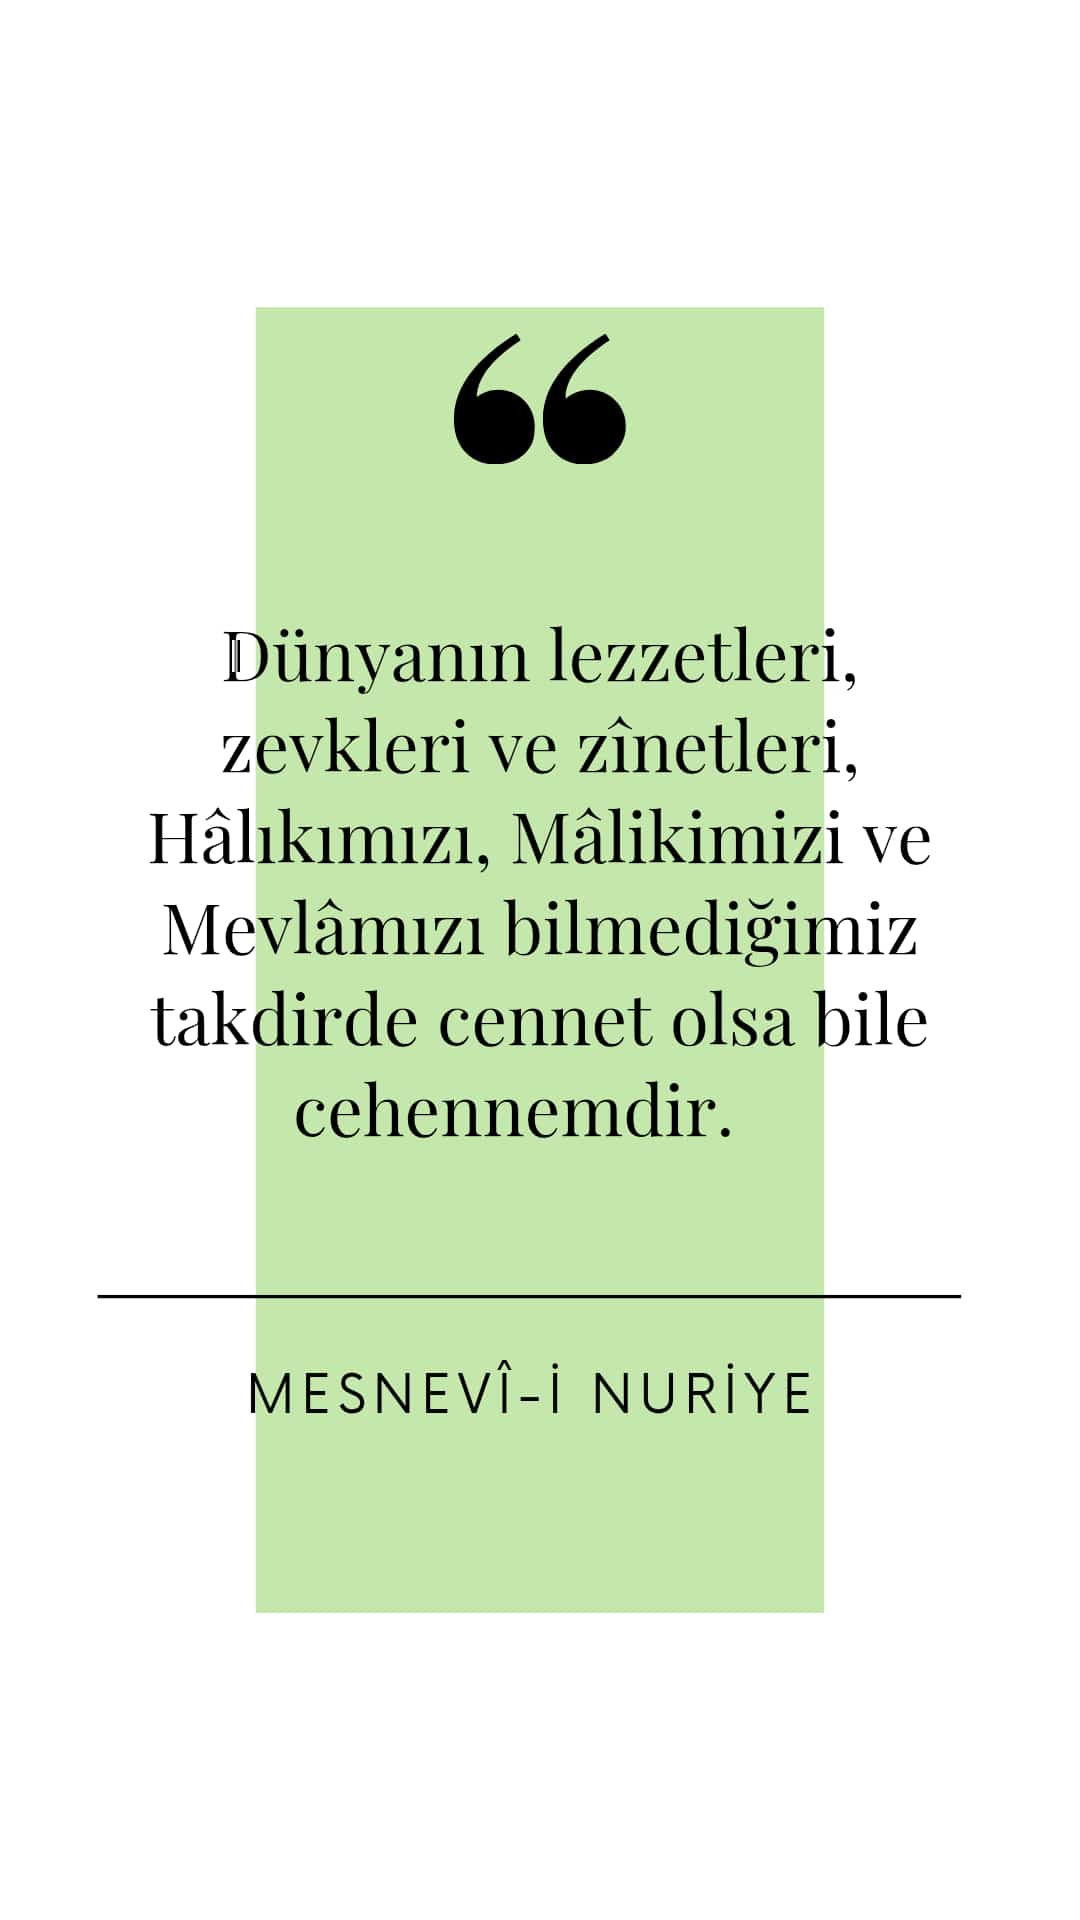 “
Dünyanın lezzetleri,
zevkleri ve zînetleri,
Hâlıkımızı, Mâlikimizi ve
Mevlâmızı bilmediğimiz
takdirde cennet olsa bile
cehennemdir.
MESNEVÎ-İ NURİYE